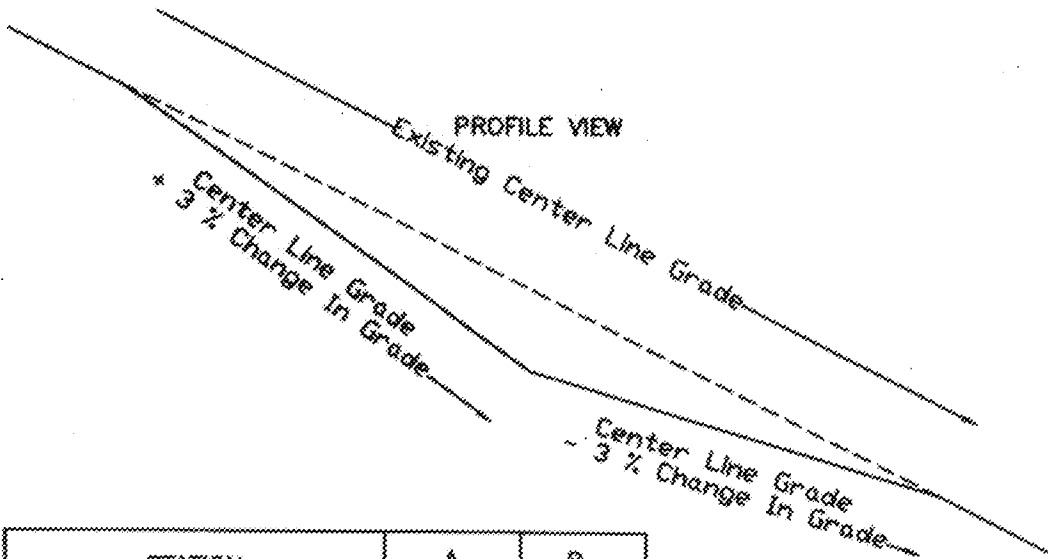 PROFILE VIEW
Existing Center Line Grade
Center Line Grade
+ 3 % Change In Grade
Center Line Grade
- 3 % Change In Grade